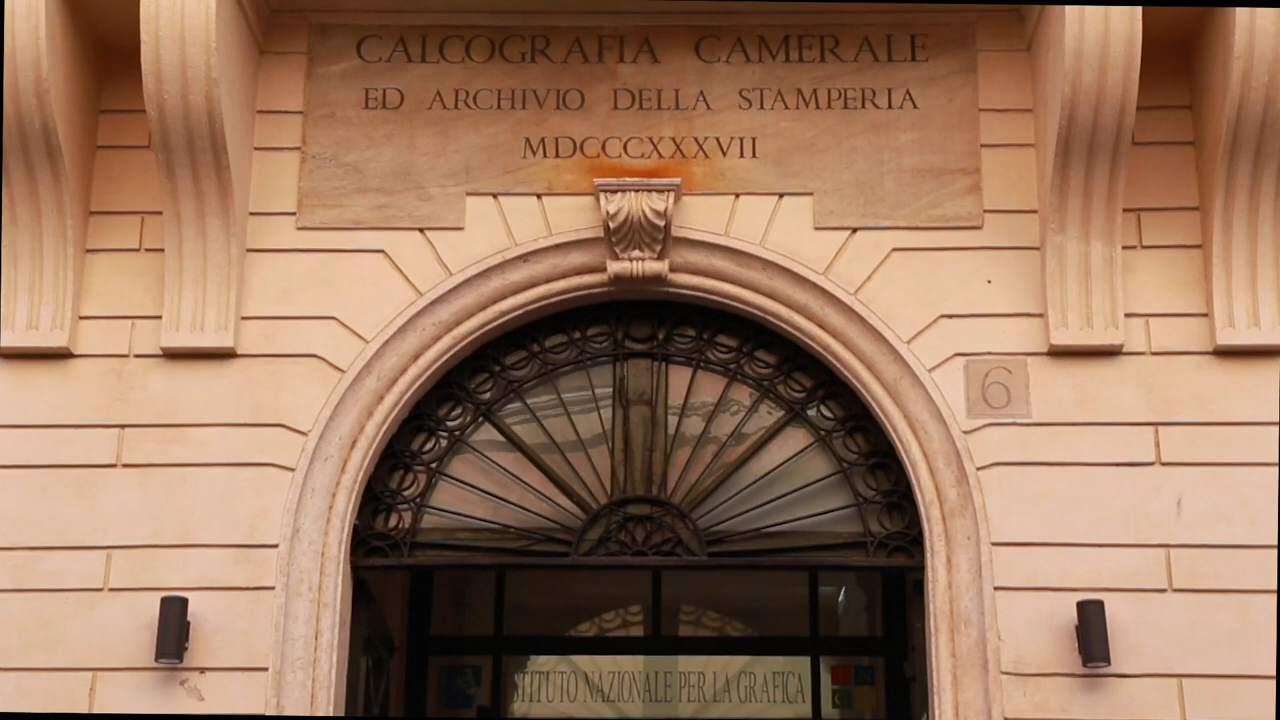 CALCOGRAFIA CAMERALE
ED ARCHIVIO DELLA STAMPERIA
MDCCCXXXVII
6
STITUTO NAZIONALE PER LA GRAFICA